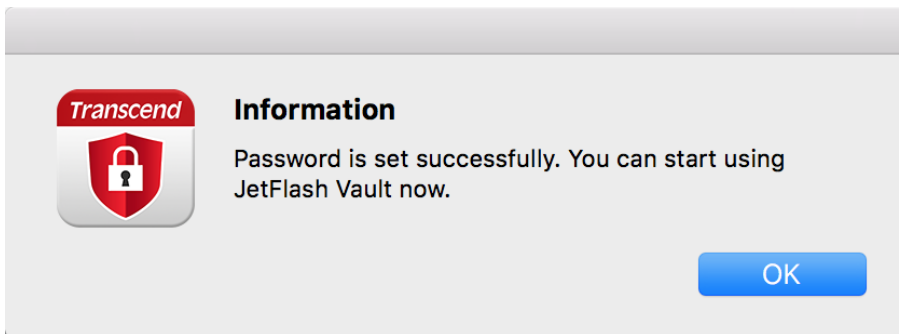 Transcend
Information
Password is set successfully. You can start using
JetFlash Vault now.
OK